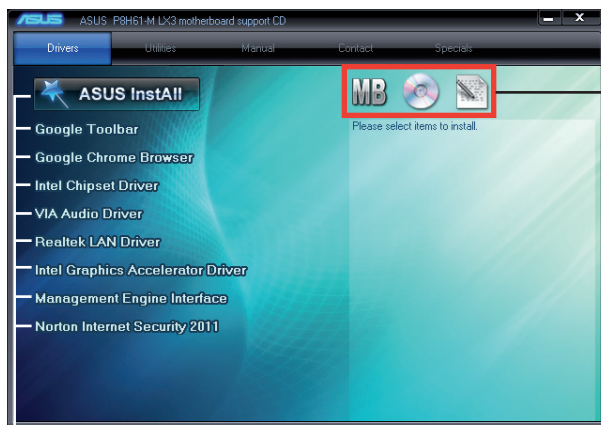 ASUS ASUS P8H61-M LX3 motherboard support CD
Drivers Utilities Manual Contact Specials
ASUS InstAll
MB
Please select items to install.
Google Toolbar
Google Chrome Browser
Intel Chipset Driver
VIA Audio Driver
Realtek LAN Driver
Intel Graphics Accelerator Driver
Management Engine Interface
Norton Internet Security 2011